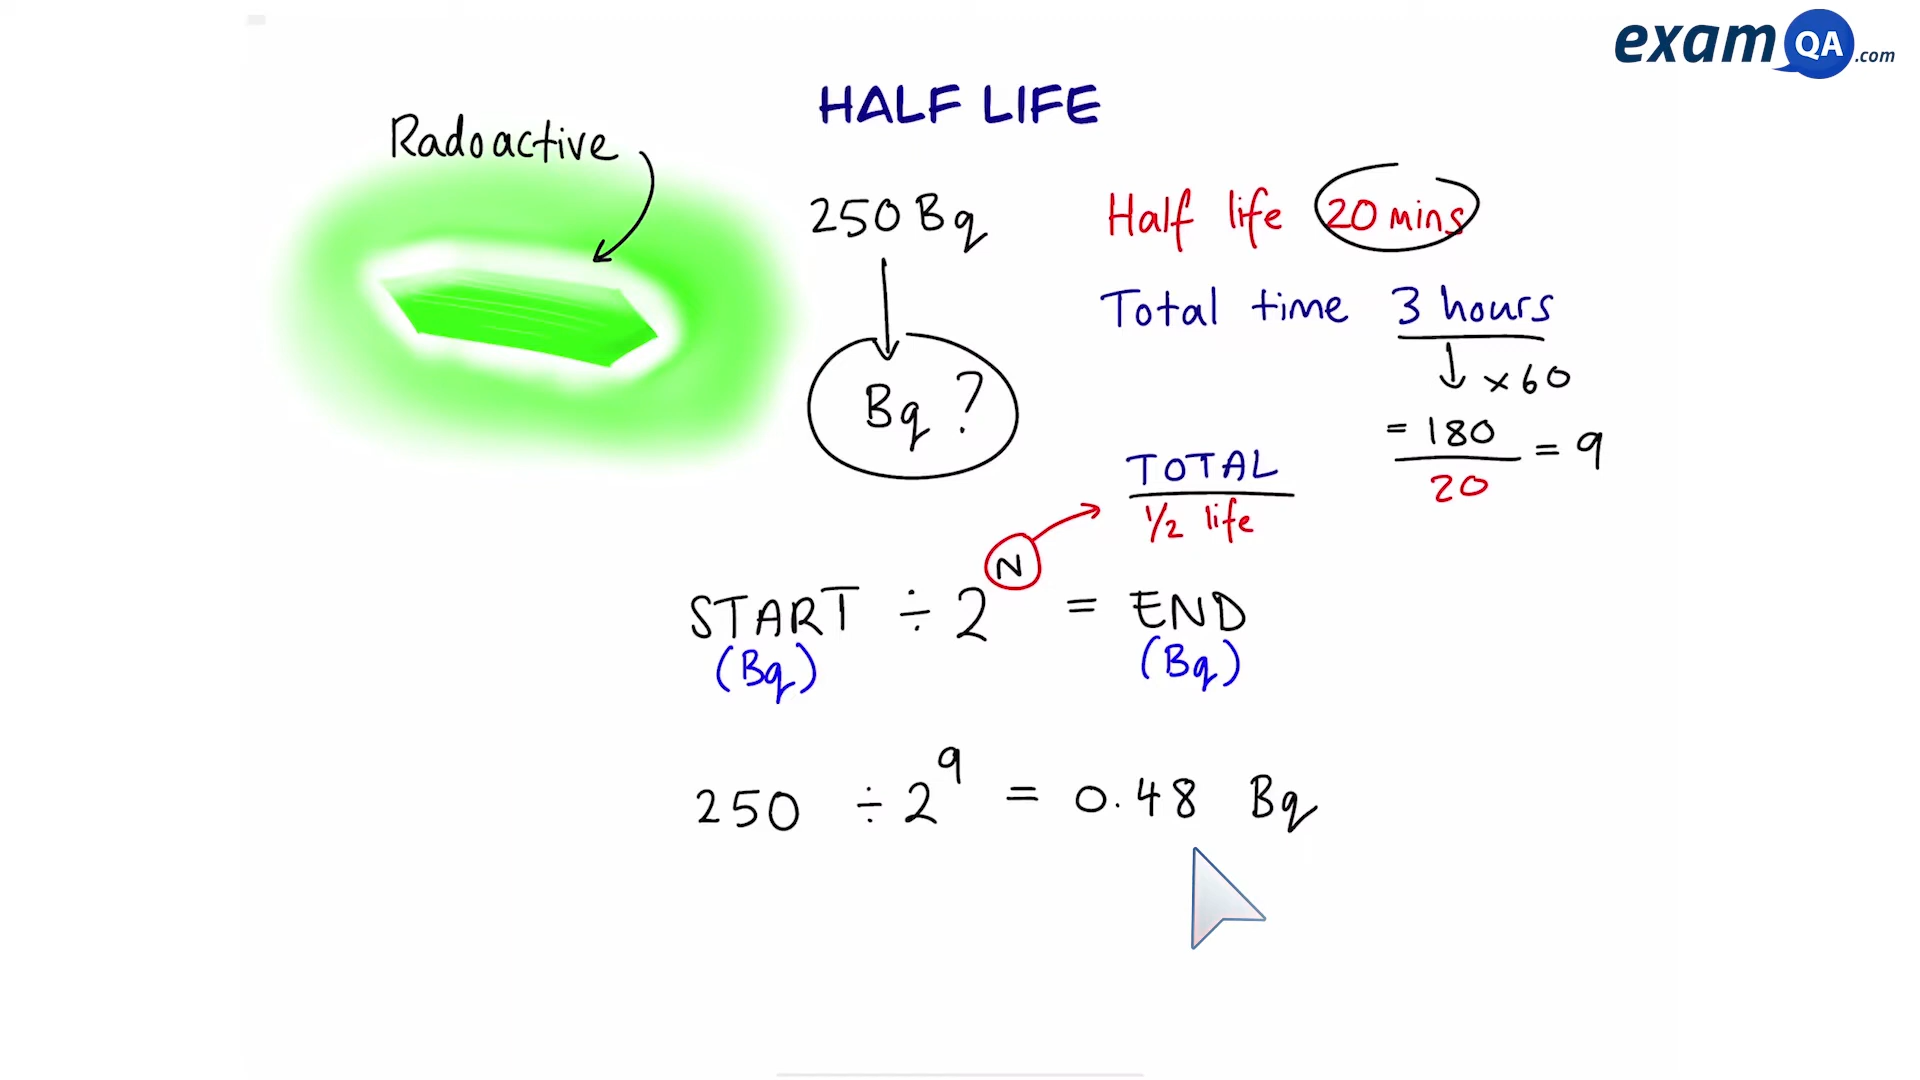 examQA.com
HALF LIFE
Radoactive
250 Bq
Bq ?
Half life 20 mins
Total time 3 hours
×60
= 180
20
= 9
TOTAL
1/2 life
START ÷ 2^N = END
(Bq) (Bq)
250 ÷ 2^9 = 0.48 Bq